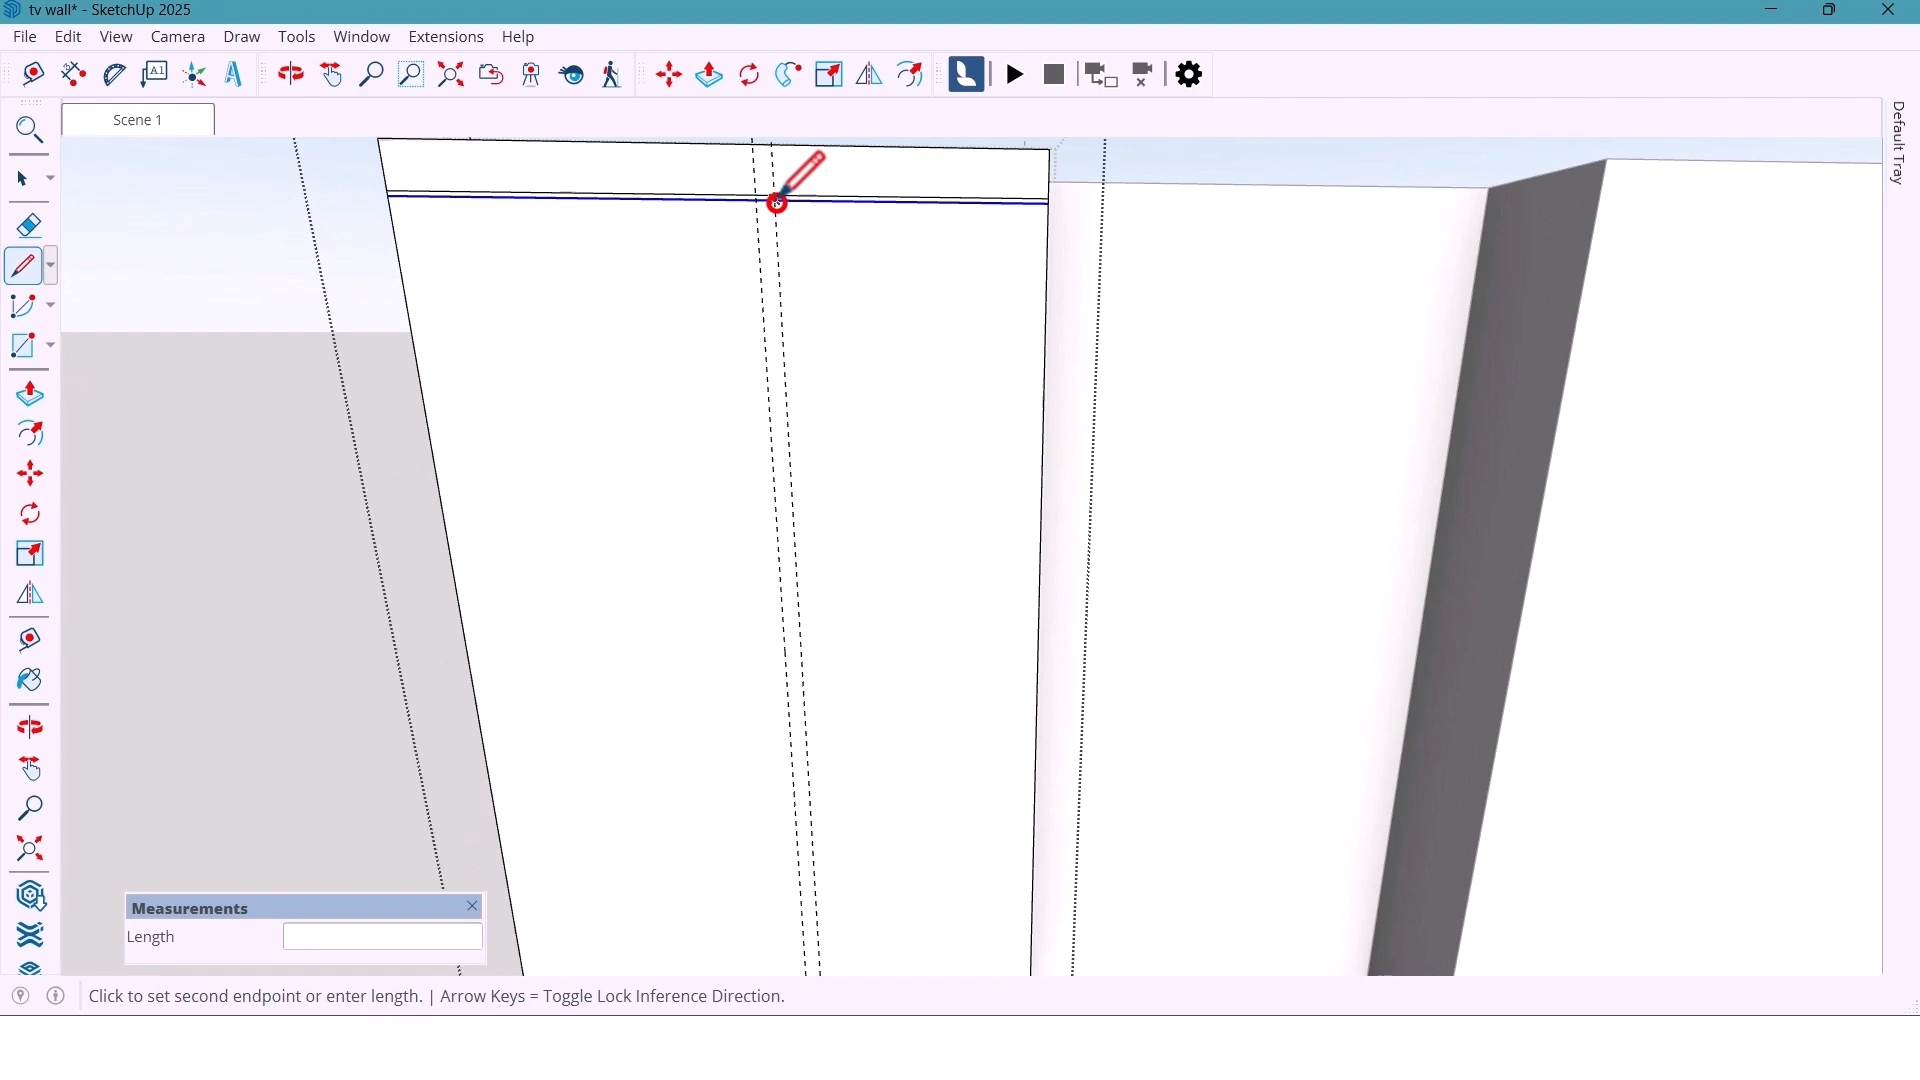 tv wall* - SketchUp 2025
File Edit View Camera Draw Tools Window Extensions Help
A1
Scene 1
Default Tray
Measurements
Length
Click to set second endpoint or enter length. | Arrow Keys = Toggle Lock Inference Direction.